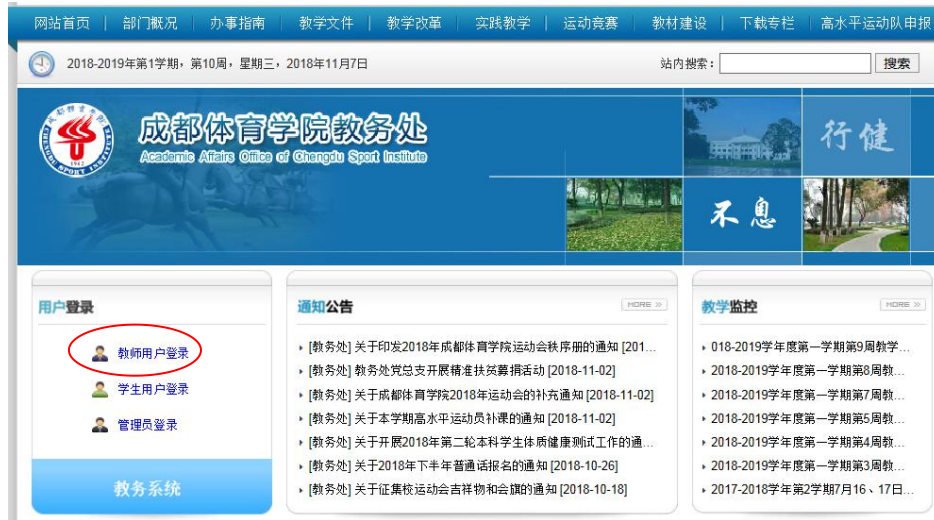 网站首页 | 部门概况 | 办事指南 | 教学文件 | 教学改革 | 实践教学 | 运动竞赛 | 教材建设 | 下载专栏 | 高水平运动队申报
2018-2019年第1学期，第10周，星期三，2018年11月7日
站内搜索：
搜索
成都体育学院教务处
Academic Affairs Office of Chengdu Sport Institute
行健
不息
用户登录
教师用户登录
学生用户登录
管理员登录
教务系统
通知公告
MORE »
[教务处] 关于印发2018年成都体育学院运动会秩序册的通知 [201...
[教务处] 教务处党总支开展精准扶贫募捐活动 [2018-11-02]
[教务处] 关于成都体育学院2018年运动会的补充通知 [2018-11-02]
[教务处] 关于本学期高水平运动员补课的通知 [2018-11-02]
[教务处] 关于开展2018年第二轮本科学生体质健康测试工作的通...
[教务处] 关于2018年下半年普通话报名的通知 [2018-10-26]
[教务处] 关于征集校运动会吉祥物和会旗的通知 [2018-10-18]
教学监控
MORE »
018-2019学年度第一学期第9周教学...
2018-2019学年度第一学期第8周教...
2018-2019学年度第一学期第7周教...
2018-2019学年度第一学期第5周教...
2018-2019学年度第一学期第4周教...
2018-2019学年度第一学期第3周教...
2017-2018学年第2学期7月16、17日...